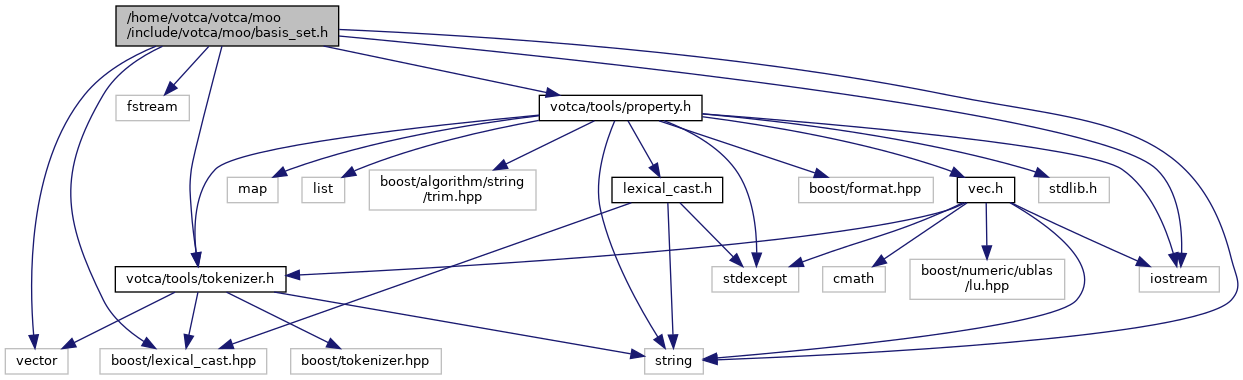 /home/votca/votca/moo
/include/votca/moo/basis_set.h
fstream
votca/tools/property.h
map
list
boost/algorithm/string
/trim.hpp
lexical_cast.h
boost/format.hpp
vec.h
stdlib.h
votca/tools/tokenizer.h
stdexcept
cmath
boost/numeric/ublas
/lu.hpp
iostream
vector
boost/lexical_cast.hpp
boost/tokenizer.hpp
string